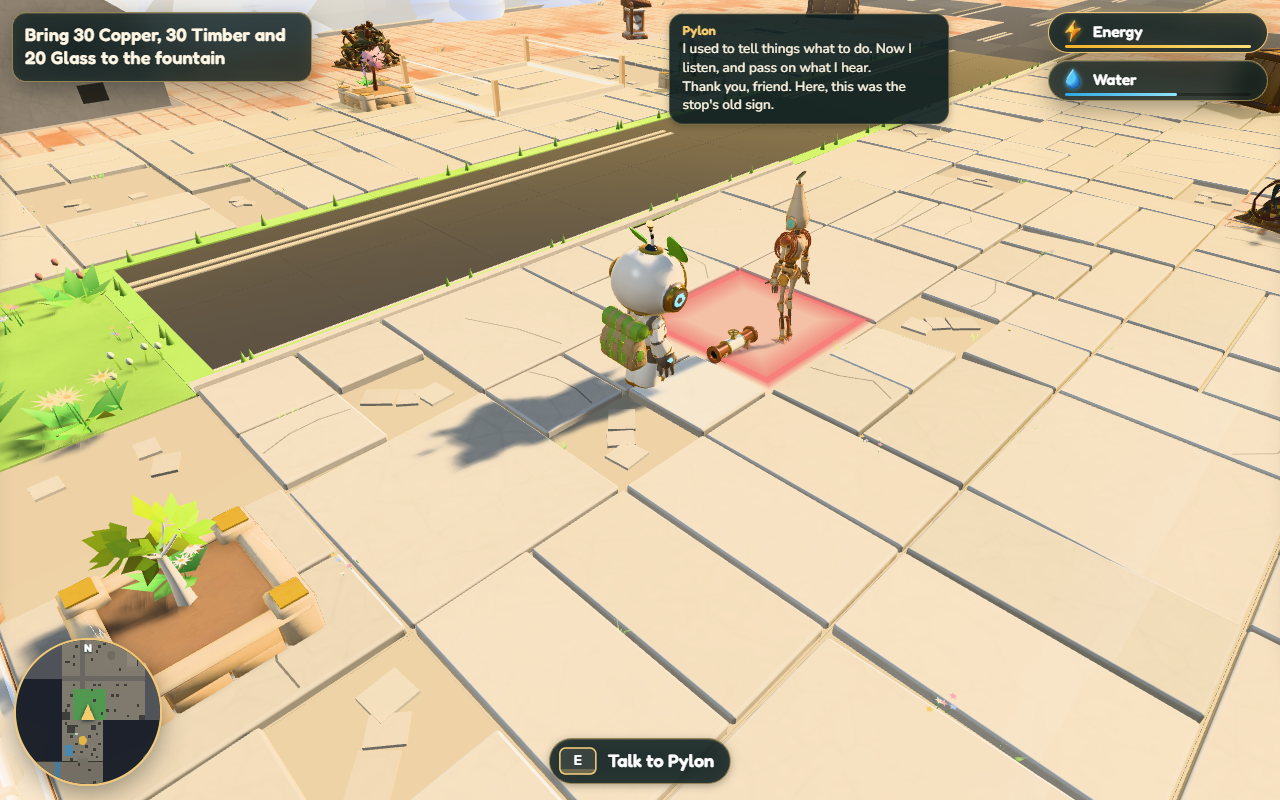 Bring 30 Copper, 30 Timber and
20 Glass to the fountain
Pylon
I used to tell things what to do. Now I
listen, and pass on what I hear.
Thank you, friend. Here, this was the
stop's old sign.
Energy
Water
N
E
Talk to Pylon